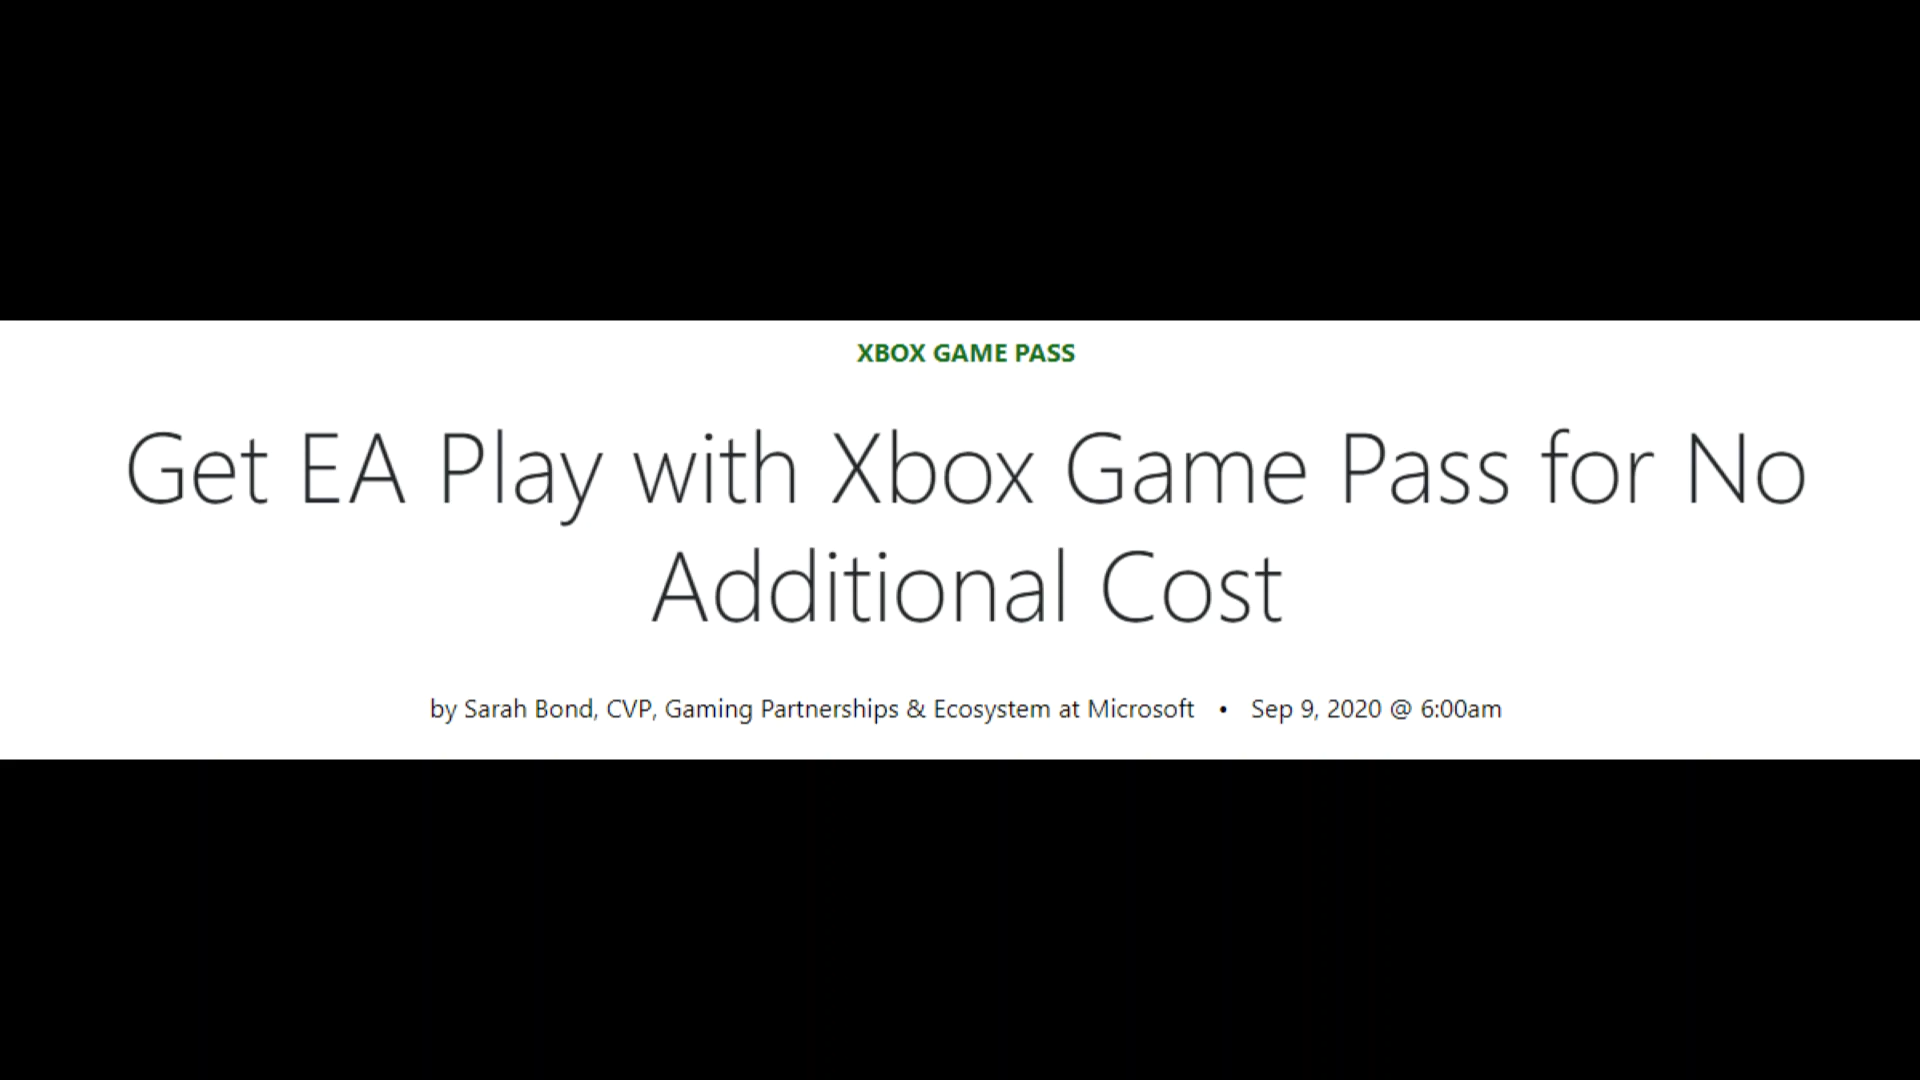 XBOX GAME PASS
Get EA Play with Xbox Game Pass for No
Additional Cost
by Sarah Bond, CVP, Gaming Partnerships & Ecosystem at Microsoft • Sep 9, 2020 @ 6:00am